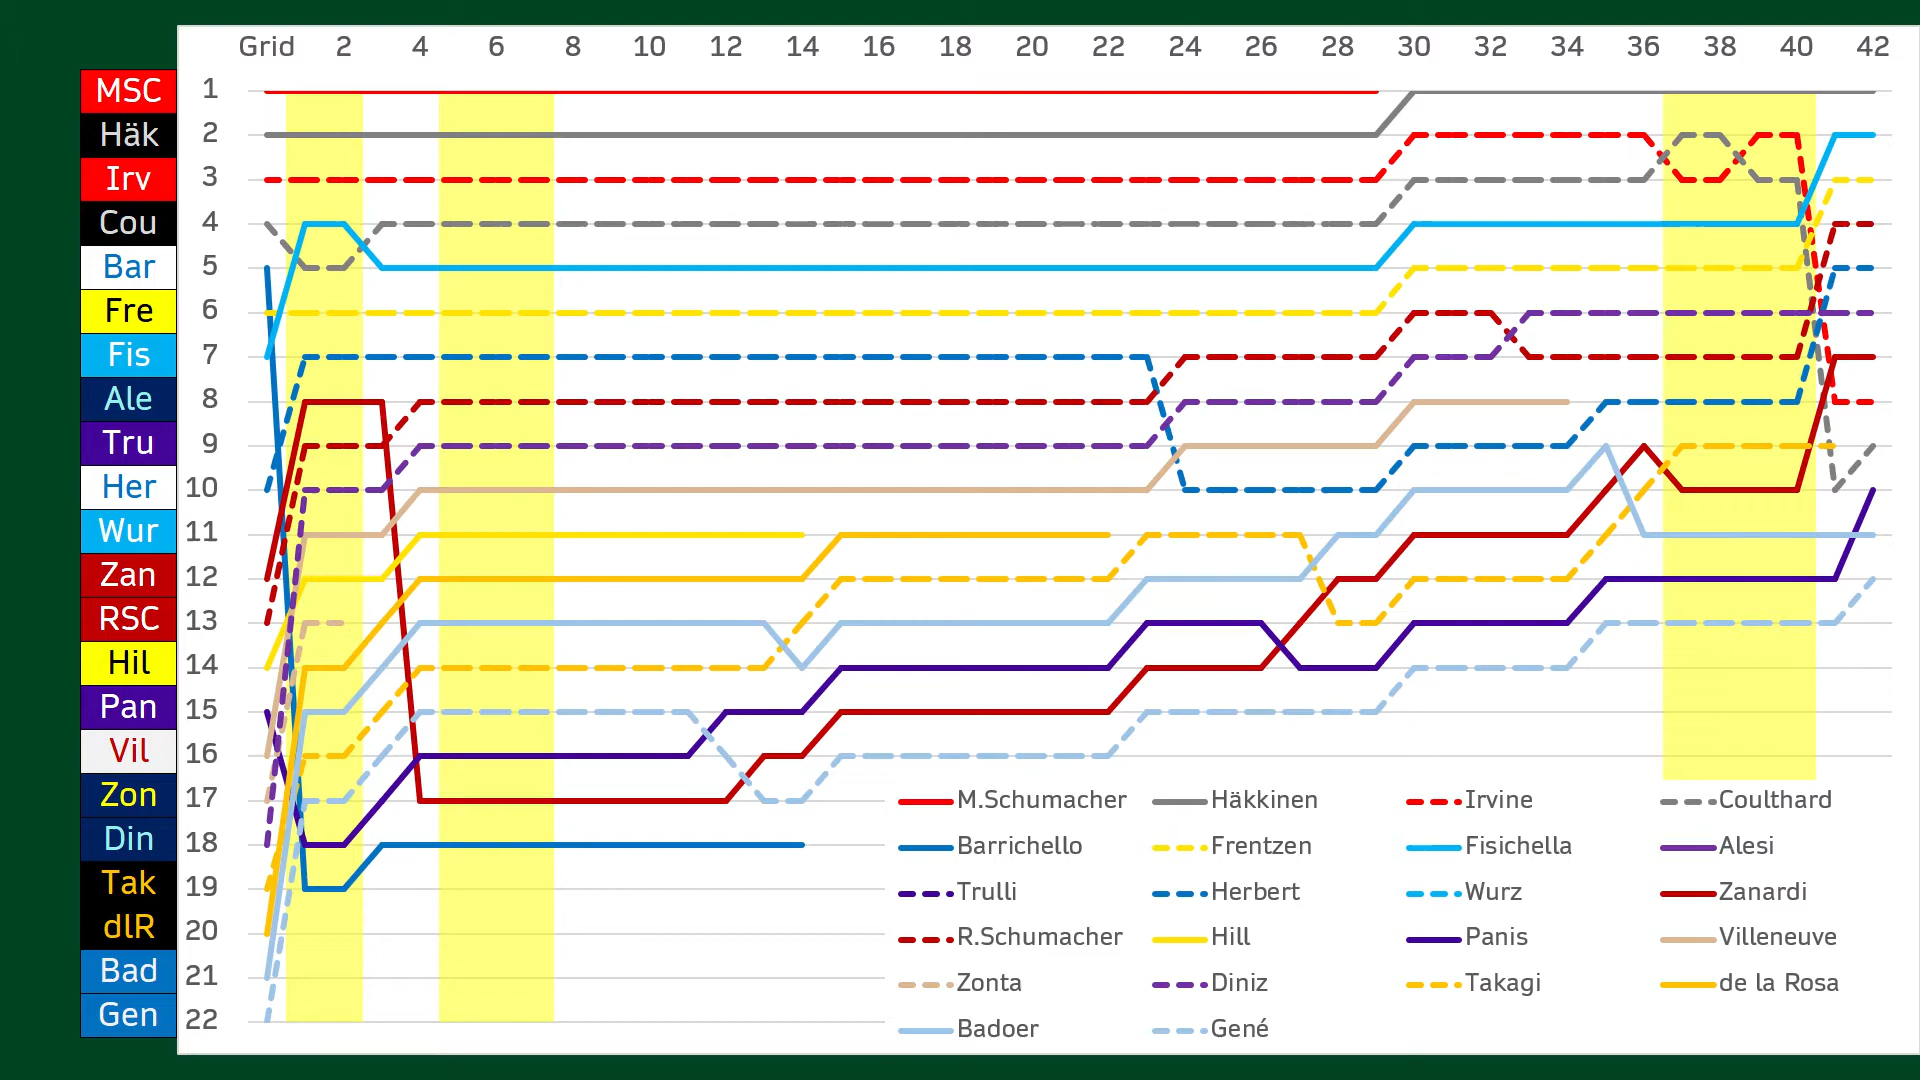 Grid 2 4 6 8 10 12 14 16 18 20 22 24 26 28 30 32 34 36 38 40 42
MSC 1
Häk 2
Irv 3
Cou 4
Bar 5
Fre 6
Fis 7
Ale 8
Tru 9
Her 10
Wur 11
Zan 12
RSC 13
Hil 14
Pan 15
Vil 16
Zon 17
Din 18
Tak 19
dlR 20
Bad 21
Gen 22
M.Schumacher Häkkinen Irvine Coulthard
Barrichello Frentzen Fisichella Alesi
Trulli Herbert Wurz Zanardi
R.Schumacher Hill Panis Villeneuve
Zonta Diniz Takagi de la Rosa
Badoer Gené